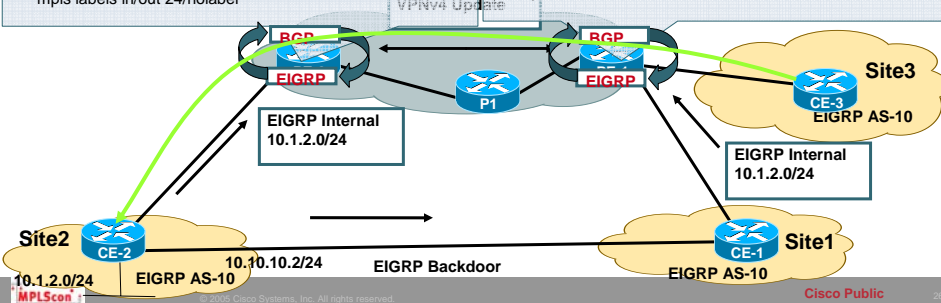 mpls labels in/out 24/nolabel
VPNv4 Update
BGP
EIGRP
BGP
EIGRP
P1
Site3
CE-3
EIGRP AS-10
EIGRP Internal
10.1.2.0/24
EIGRP Internal
10.1.2.0/24
Site2
CE-2
10.1.2.0/24
EIGRP AS-10
10.10.10.2/24
EIGRP Backdoor
CE-1
Site1
EIGRP AS-10
MPLScon
© 2005 Cisco Systems, Inc. All rights reserved.
Cisco Public